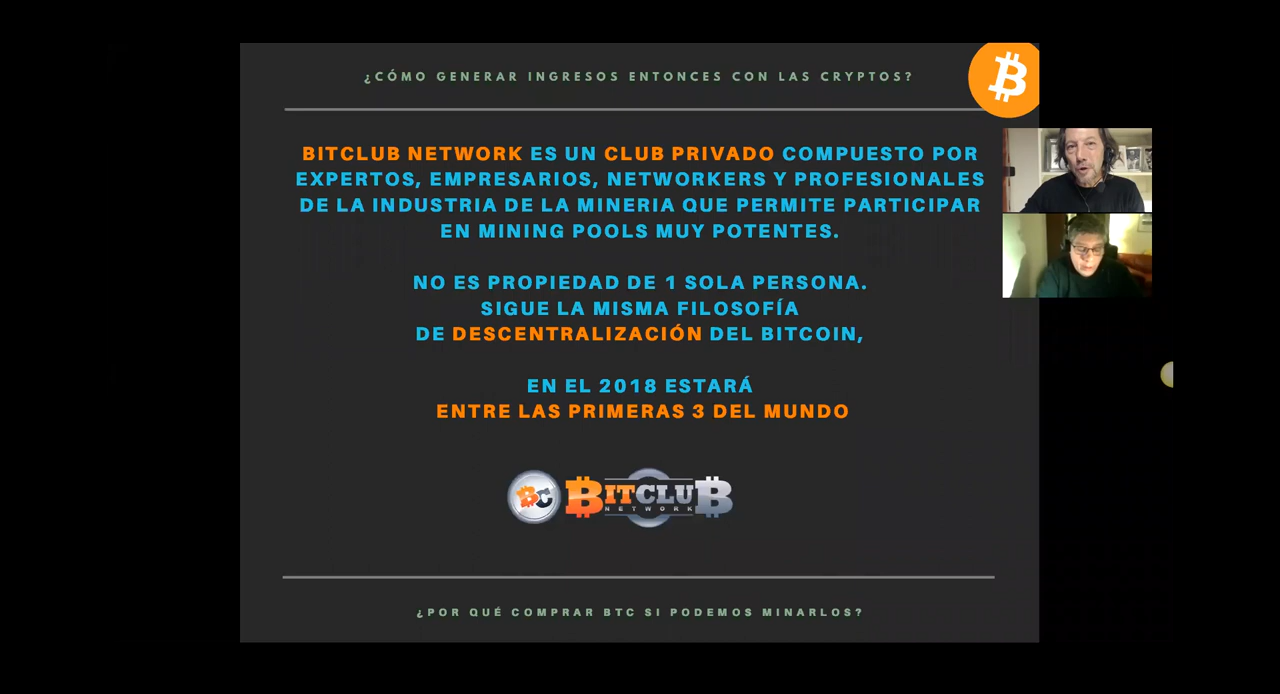 ¿CÓMO GENERAR INGRESOS ENTONCES CON LAS CRYPTOS?
BITCLUB NETWORK ES UN CLUB PRIVADO COMPUESTO POR
EXPERTOS, EMPRESARIOS, NETWORKERS Y PROFESIONALES
DE LA INDUSTRIA DE LA MINERIA QUE PERMITE PARTICIPAR
EN MINING POOLS MUY POTENTES.
NO ES PROPIEDAD DE 1 SOLA PERSONA.
SIGUE LA MISMA FILOSOFÍA
DE DESCENTRALIZACIÓN DEL BITCOIN,
EN EL 2018 ESTARÁ
ENTRE LAS PRIMERAS 3 DEL MUNDO
BC BITCLUB
NETWORK
¿POR QUÉ COMPRAR BTC SI PODEMOS MINARLOS?